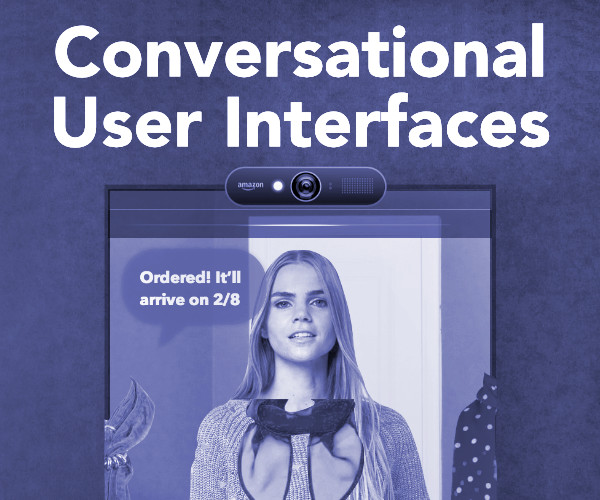 Conversational
User Interfaces
amazon
Ordered! It'll
arrive on 2/8